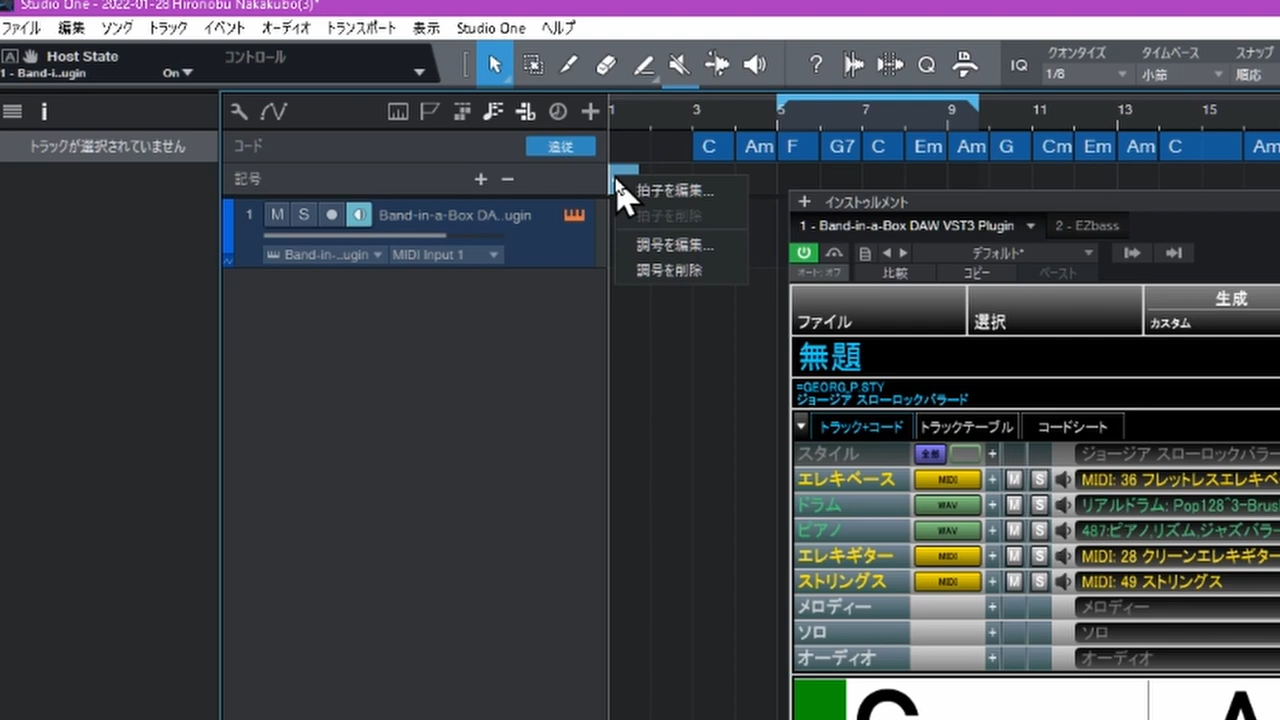 Studio One - 2022-01-28 Hironobu Nakakubo(3)*
ファイル 編集 ソング トラック イベント オーディオ トランスポート 表示 Studio One ヘルプ
Host State コントロール
1 - Band-i..ugin On
クオンタイズ タイムベース スナップ
IQ 1/8 小節 順応
i
1 3 5 7 9 11 13 15
トラックが選択されていません
コード 追従
C Am F G7 C Em Am G Cm Em Am C Am
記号 + −
拍子を編集...
拍子を削除
調号を編集...
調号を削除
1 M S Band-in-a-Box DA..ugin
Band-in-...ugin MIDI Input 1
+ インストゥルメント
1 - Band-in-a-Box DAW VST3 Plugin 2 - EZbass
デフォルト*
オート: オフ 比較 コピー ペースト
ファイル 選択 生成
カスタム
無題
=GEORG_P.STY
ジョージア スローロックバラード
トラック+コード トラックテーブル コードシート
スタイル 全部 + ジョージア スローロックバラー
エレキベース MIDI + M S MIDI: 36 フレットレスエレキベ
ドラム WAV + M S リアルドラム: Pop128^3-Brus
ピアノ WAV + M S 487:ピアノ,リズム,ジャズバラー
エレキギター MIDI + M S MIDI: 28 クリーンエレキギター
ストリングス MIDI + M S MIDI: 49 ストリングス
メロディー + メロディー
ソロ + ソロ
オーディオ + オーディオ
C A